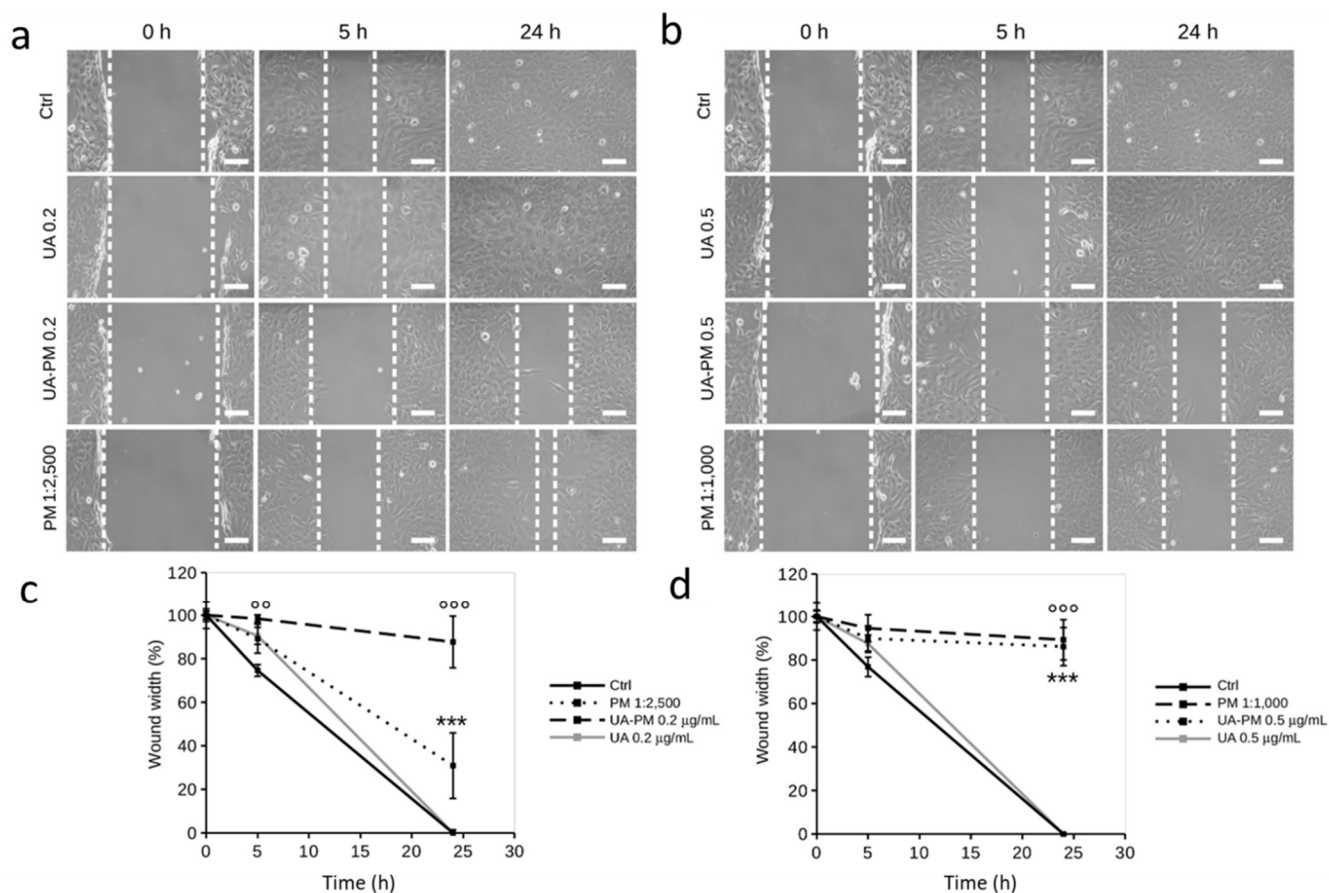 a
0 h
5 h
24 h
Ctrl
UA 0.2
UA-PM 0.2
PM 1:2,500
b
0 h
5 h
24 h
Ctrl
UA 0.5
UA-PM 0.5
PM 1:1,000
c
Wound width (%)
120
100
80
60
40
20
0
°°
°°°
***
0
5
10
15
20
25
30
Time (h)
Ctrl
PM 1:2,500
UA-PM 0.2 µg/mL
UA 0.2 µg/mL
d
Wound width (%)
120
100
80
60
40
20
0
°°°
***
0
5
10
15
20
25
30
Time (h)
Ctrl
PM 1:1,000
UA-PM 0.5 µg/mL
UA 0.5 µg/mL